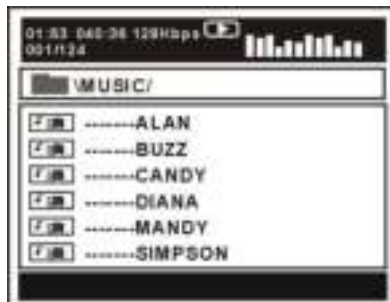 01:53 040:36 128Kbps
001/124
\MUSIC/
-------ALAN
-------BUZZ
-------CANDY
-------DIANA
-------MANDY
-------SIMPSON